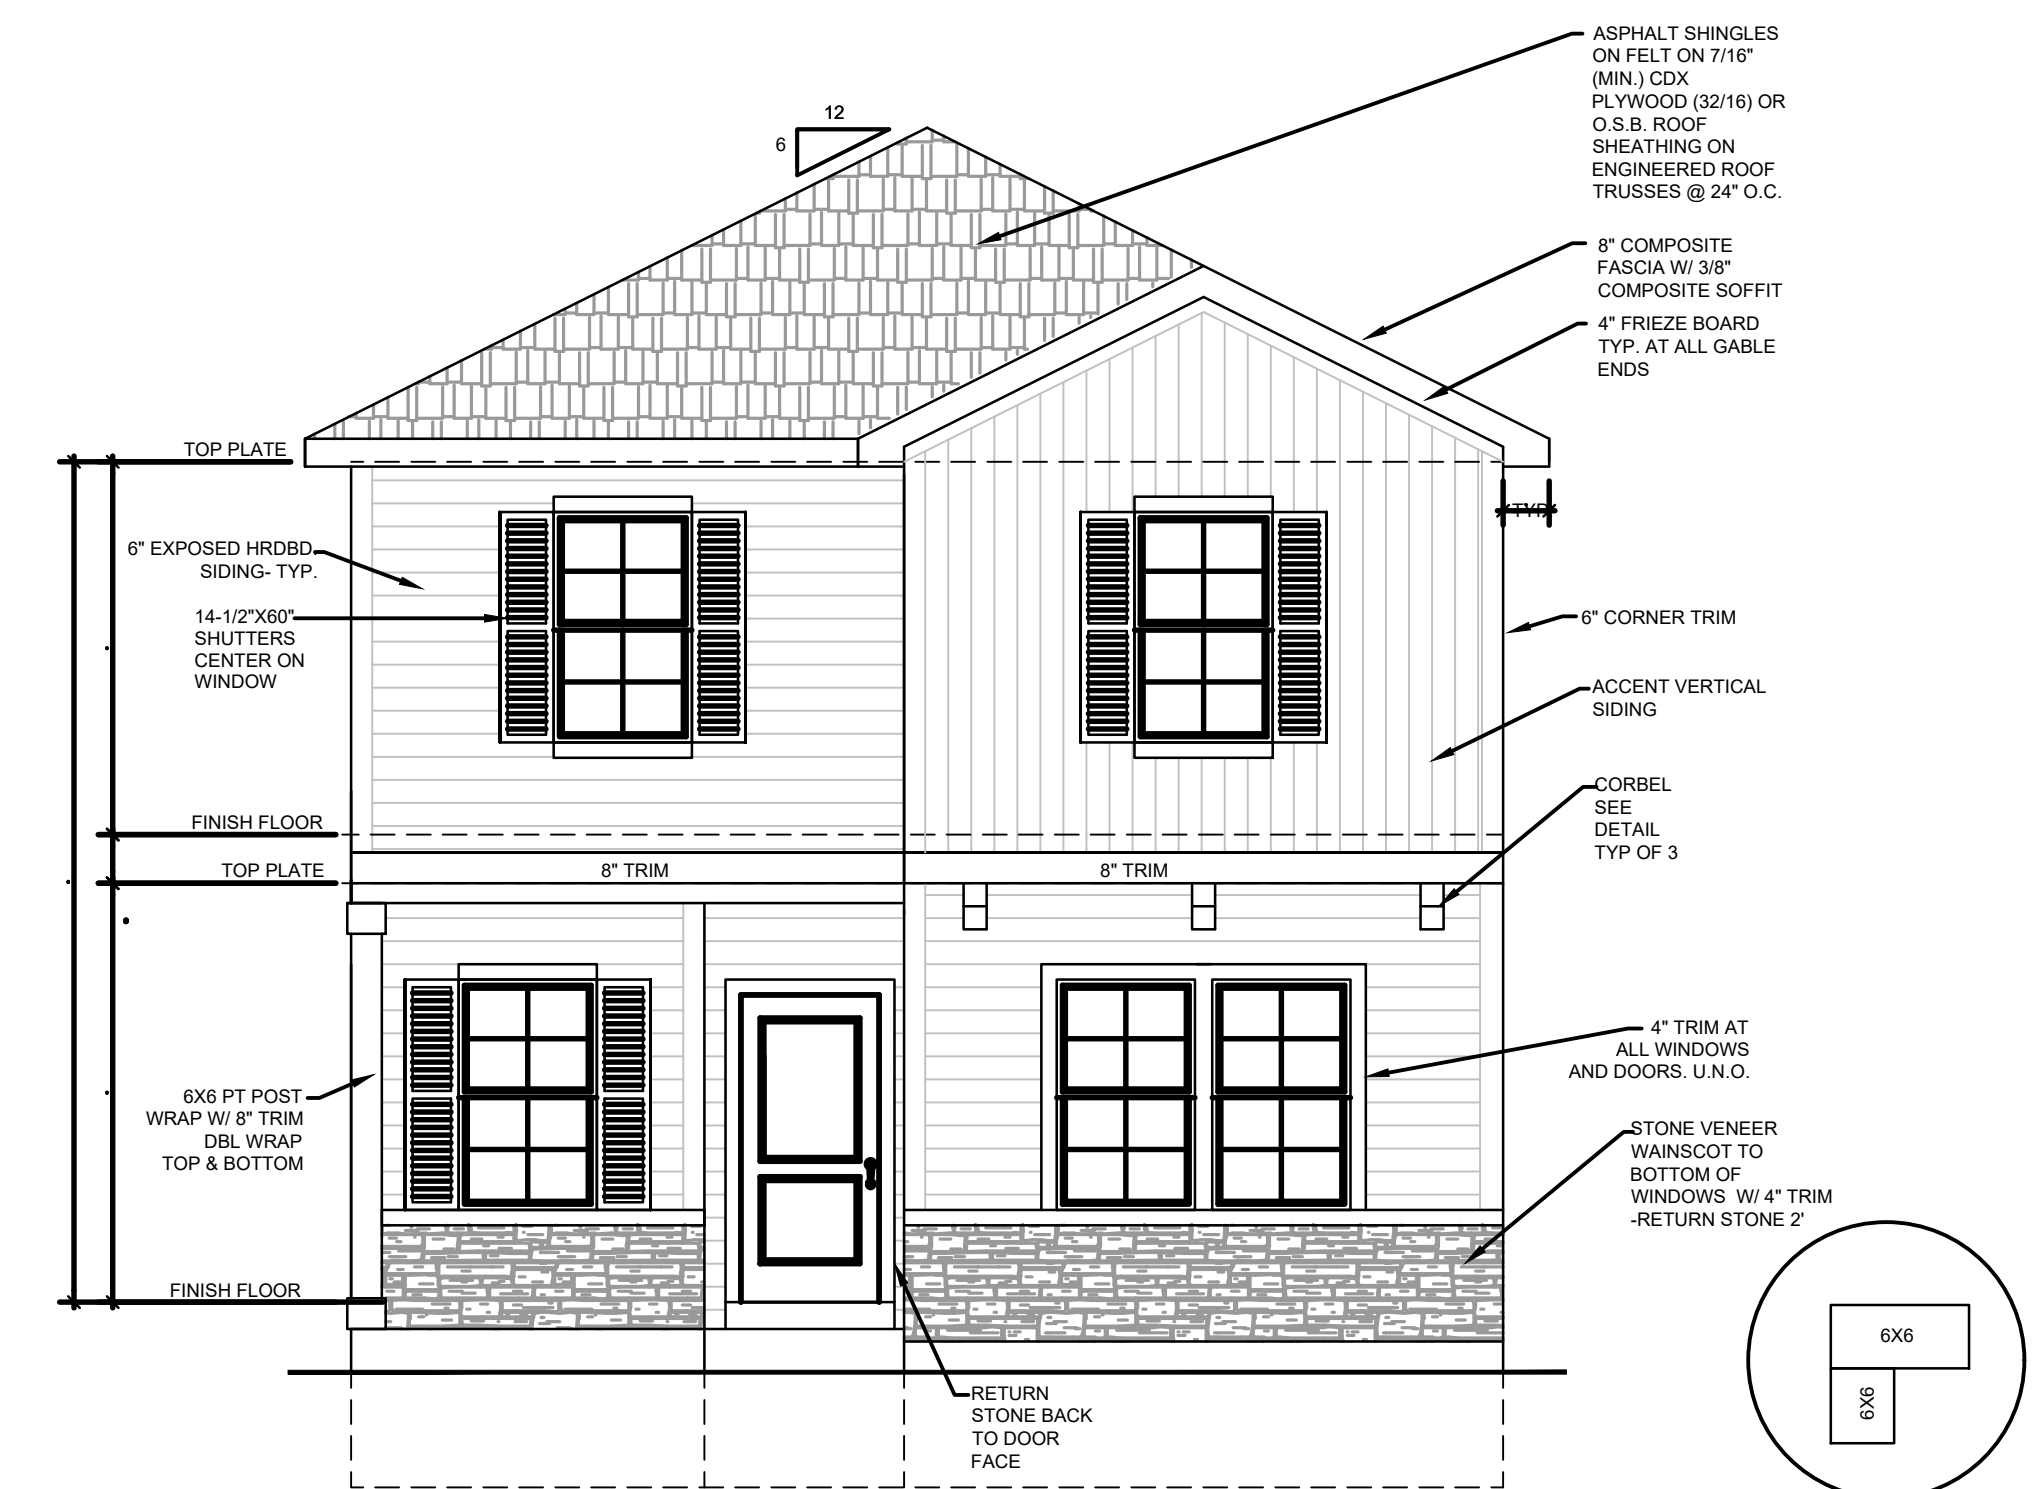 ASPHALT SHINGLES
ON FELT ON 7/16"
(MIN.) CDX
PLYWOOD (32/16) OR
O.S.B. ROOF
SHEATHING ON
ENGINEERED ROOF
TRUSSES @ 24" O.C.
12
6
8" COMPOSITE
FASCIA W/ 3/8"
COMPOSITE SOFFIT
4" FRIEZE BOARD
TYP. AT ALL GABLE
ENDS
TOP PLATE
TYP
6" EXPOSED HRDBD.
SIDING- TYP.
14-1/2"X60"
SHUTTERS
CENTER ON
WINDOW
6" CORNER TRIM
ACCENT VERTICAL
SIDING
CORBEL
SEE
DETAIL
TYP OF 3
FINISH FLOOR
TOP PLATE
8" TRIM
8" TRIM
4" TRIM AT
ALL WINDOWS
AND DOORS. U.N.O.
6X6 PT POST
WRAP W/ 8" TRIM
DBL WRAP
TOP & BOTTOM
STONE VENEER
WAINSCOT TO
BOTTOM OF
WINDOWS W/ 4" TRIM
-RETURN STONE 2'
FINISH FLOOR
RETURN
STONE BACK
TO DOOR
FACE
6X6
6X6